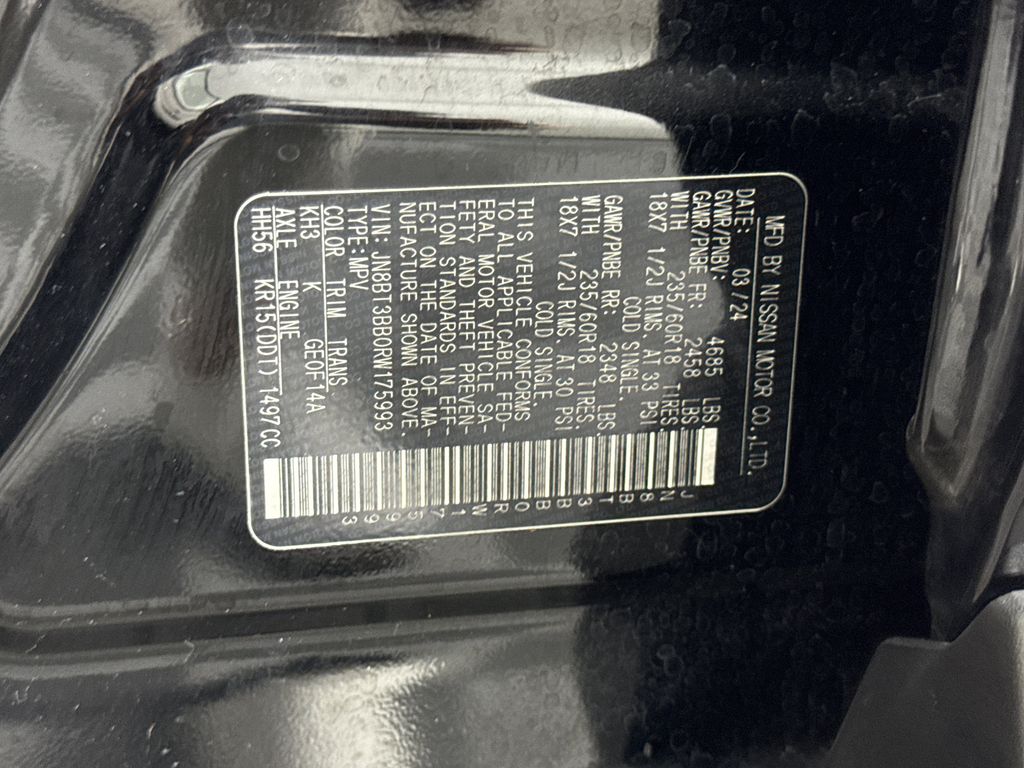 MFD BY NISSAN MOTOR CO.,LTD.
DATE: 03/24
GVWR/PNBV: 4685 LBS
GAWR/PNBE FR: 2458 LBS
WITH 235/60R18 TIRES
18X7 1/2J RIMS, AT 33 PSI
COLD SINGLE.
GAWR/PNBE RR: 2348 LBS.
WITH 235/60R18 TIRES,
18X7 1/2J RIMS. AT 30 PSI
COLD SINGLE.
THIS VEHICLE CONFORMS
TO ALL APPLICABLE FED-
ERAL MOTOR VEHICLE SA-
FETY AND THEFT PREVEN-
TION STANDARDS IN EFF-
ECT ON THE DATE OF MA-
NUFACTURE SHOWN ABOVE
VIN: JN8BT3BB0RW175993
TYPE:MPV
COLOR TRIM TRANS
KH3 K GE0F14A
AXLE ENGINE
HH56 KR15(DDT)1497CC
JN8BT3BB0RW175993